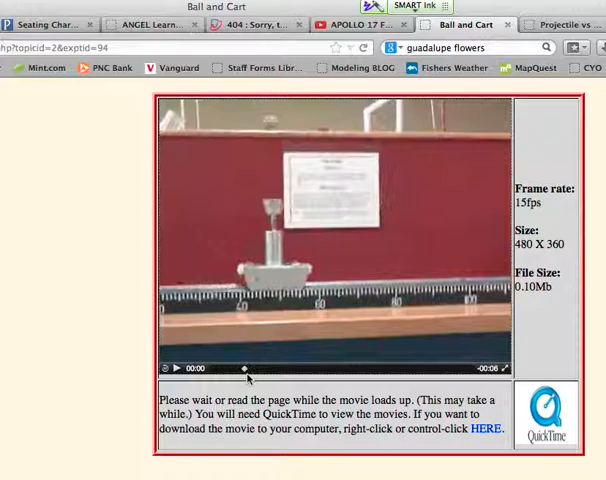 Ball and Cart
SMART Ink
Seating Char...
ANGEL Learn...
404 : Sorry, t...
APOLLO 17 F...
Ball and Cart
Projectile vs ...
hp?topicid=2&exptid=94
guadalupe flowers
Mint.com
PNC Bank
Vanguard
Staff Forms Libr...
Modeling BLOG
Fishers Weather
MapQuest
CYO
Frame rate:
15fps
Size:
480 X 360
File Size:
0.10Mb
40
60
80
100
00:00
-00:06
Please wait or read the page while the movie loads up. (This may take a
while.) You will need QuickTime to view the movies. If you want to
download the movie to your computer, right-click or control-click HERE.
QuickTime